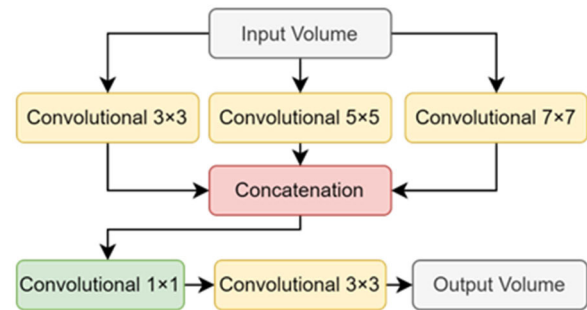 Input Volume
Convolutional 3×3
Convolutional 5×5
Convolutional 7×7
Concatenation
Convolutional 1×1
Convolutional 3×3
Output Volume